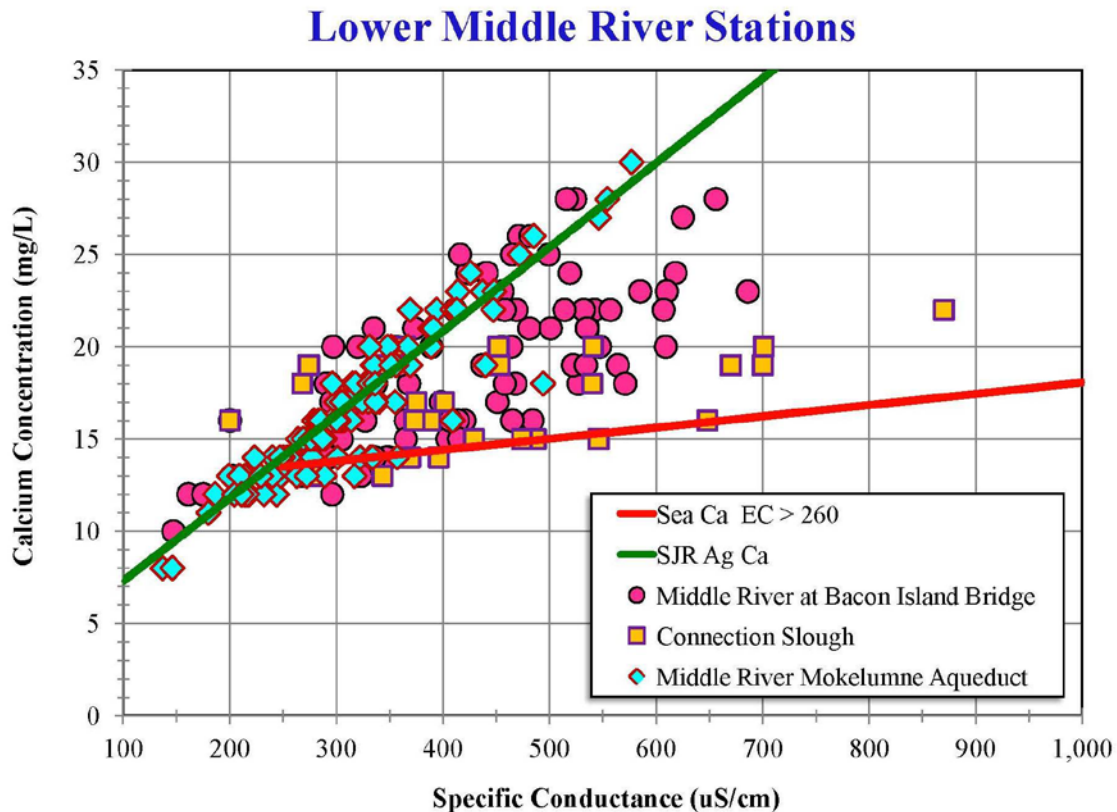 Lower Middle River Stations
35
30
25
20
15
10
5
0
Calcium Concentration (mg/L)
Sea Ca EC > 260
SJR Ag Ca
Middle River at Bacon Island Bridge
Connection Slough
Middle River Mokelumne Aqueduct
100 200 300 400 500 600 700 800 900 1,000
Specific Conductance (uS/cm)